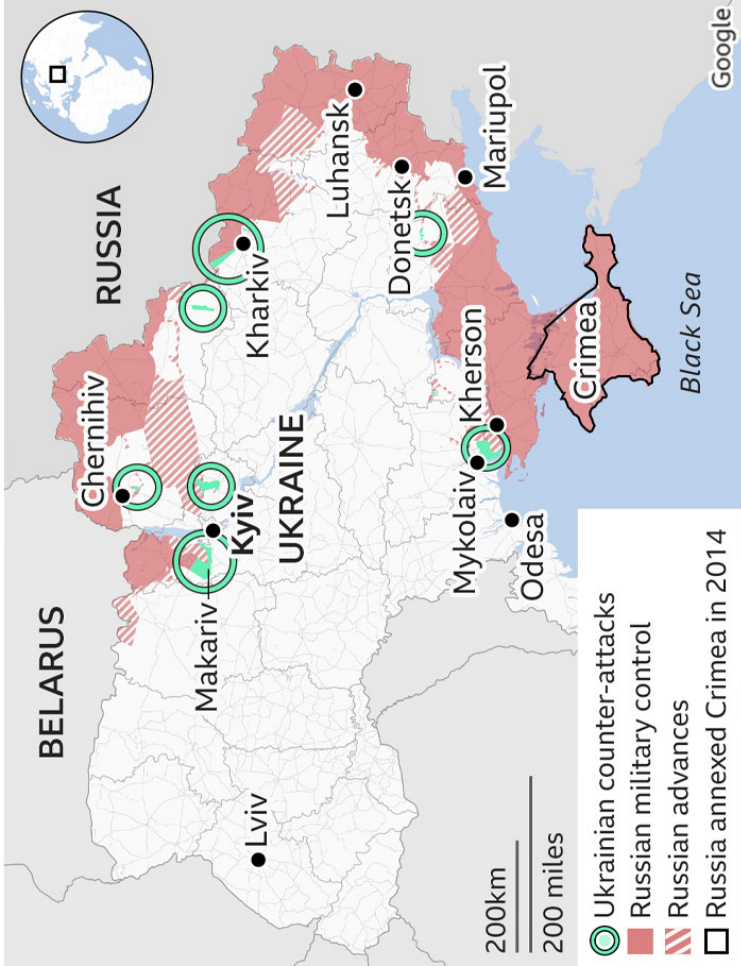 BELARUS
RUSSIA
Chernihiv
Kyiv
Makariv
Lviv
UKRAINE
Kharkiv
Luhansk
Donetsk
Mariupol
Mykolaiv
Kherson
Odesa
Crimea
Black Sea
200km
200 miles
Ukrainian counter-attacks
Russian military control
Russian advances
Russia annexed Crimea in 2014
Google